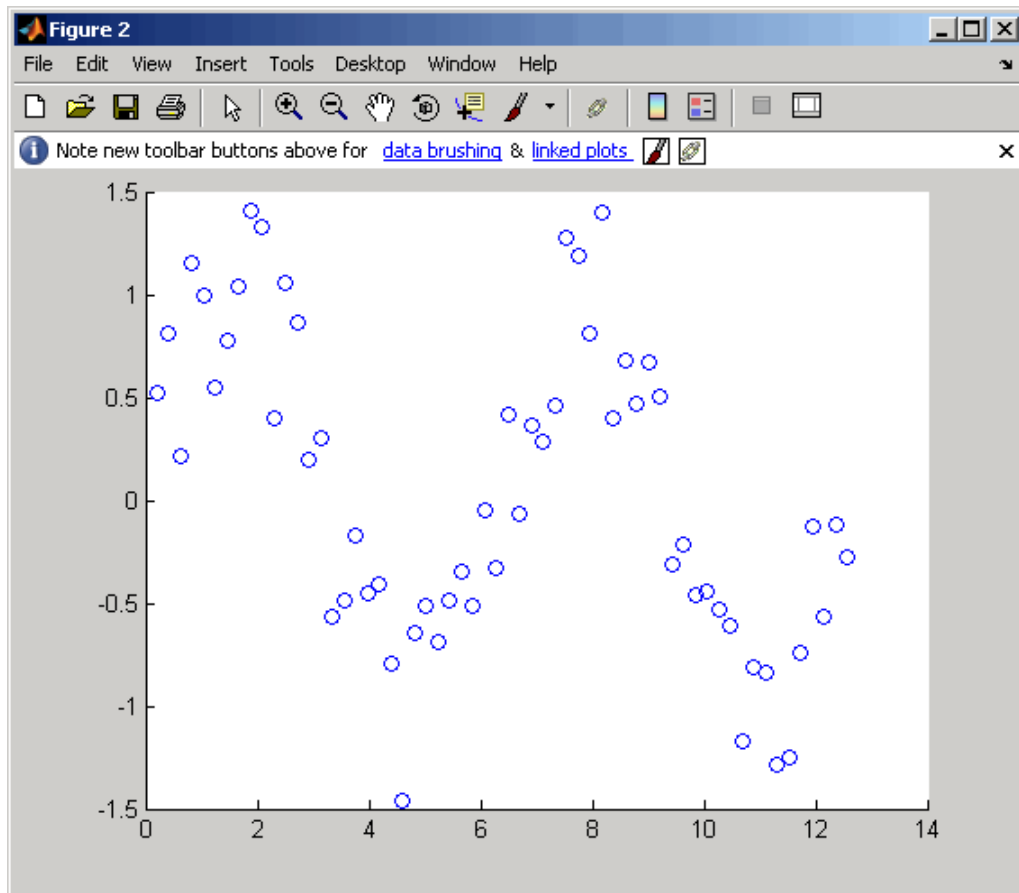 Figure 2
File Edit View Insert Tools Desktop Window Help
Note new toolbar buttons above for data brushing & linked plots
1.5
1
0.5
0
-0.5
-1
-1.5
0 2 4 6 8 10 12 14